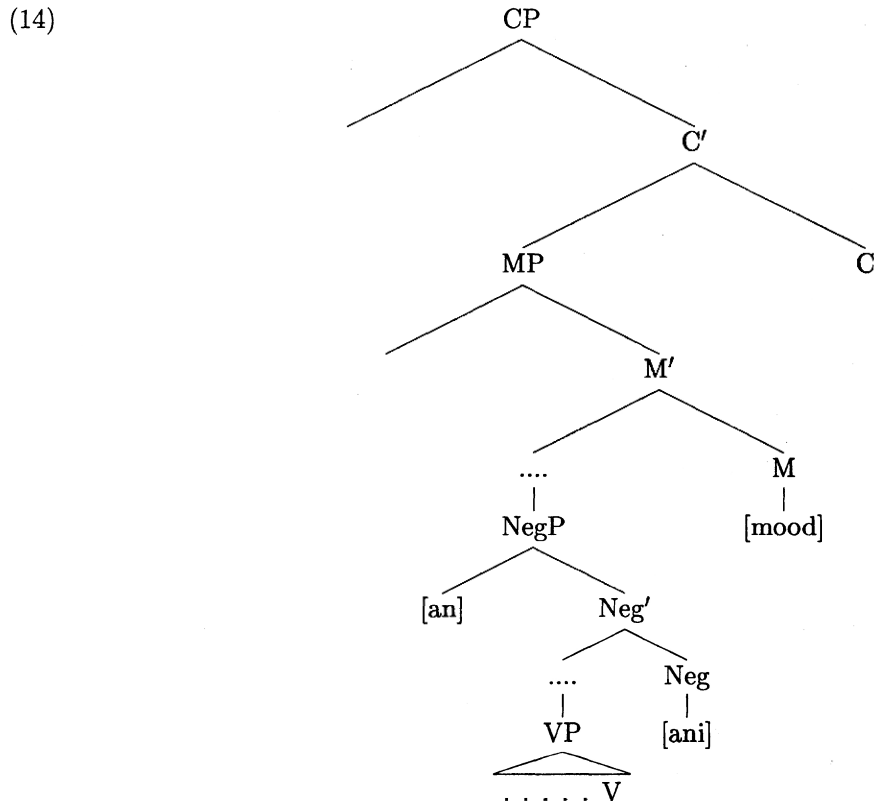 (14) CP
C′
MP C
M′
.... M
NegP [mood]
[an] Neg′
.... Neg
VP [ani]
. . . . . V